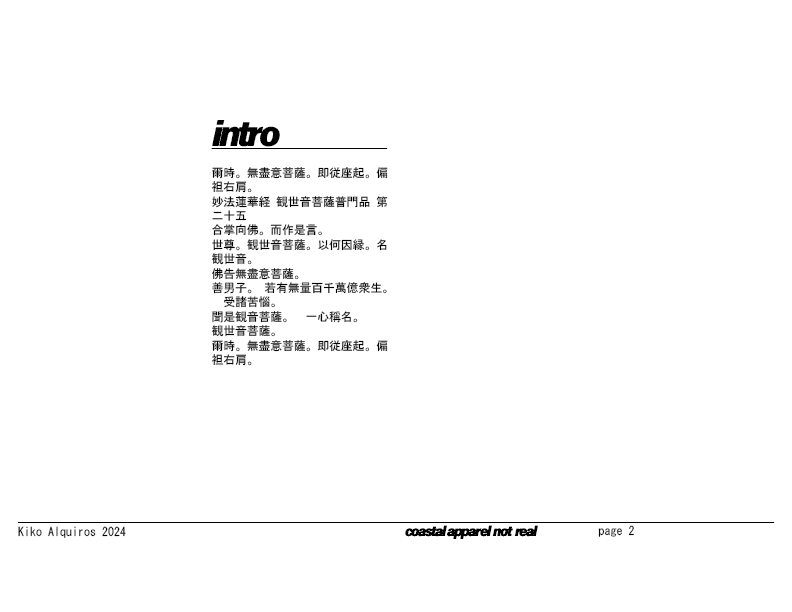 intro
爾時。無盡意菩薩。即従座起。偏
袒右肩。
妙法蓮華経 観世音菩薩普門品 第
二十五
合掌向佛。而作是言。
世尊。観世音菩薩。以何因縁。名
観世音。
佛告無盡意菩薩。
善男子。 若有無量百千萬億衆生。
受諸苦惱。
聞是観音菩薩。 一心稱名。
観世音菩薩。
爾時。無盡意菩薩。即従座起。偏
袒右肩。
Kiko Alquiros 2024
coastal apparel not real
page 2